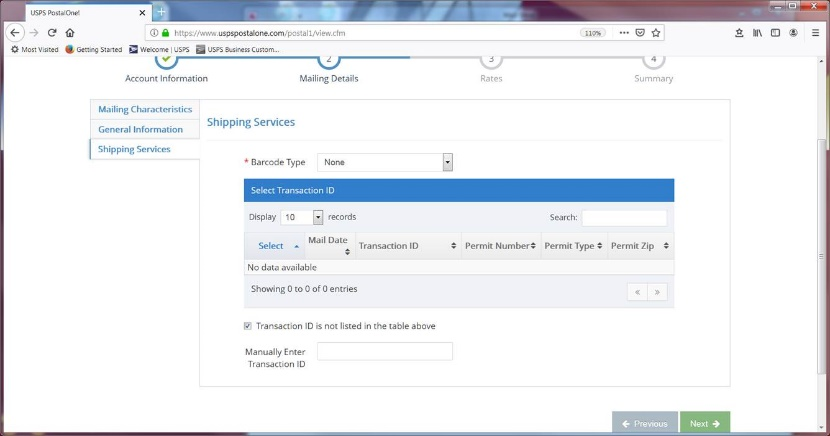 USPS PostalOne!
https://www.uspspostalone.com/postal1/view.cfm
110%
Most Visited Getting Started Welcome | USPS USPS Business Custom...
2 3 4
Account Information Mailing Details Rates Summary
Mailing Characteristics
General Information
Shipping Services
Shipping Services
* Barcode Type None
Select Transaction ID
Display 10 records Search:
Select Mail Date Transaction ID Permit Number Permit Type Permit Zip
No data available
Showing 0 to 0 of 0 entries
« »
Transaction ID is not listed in the table above
Manually Enter
Transaction ID
Previous Next